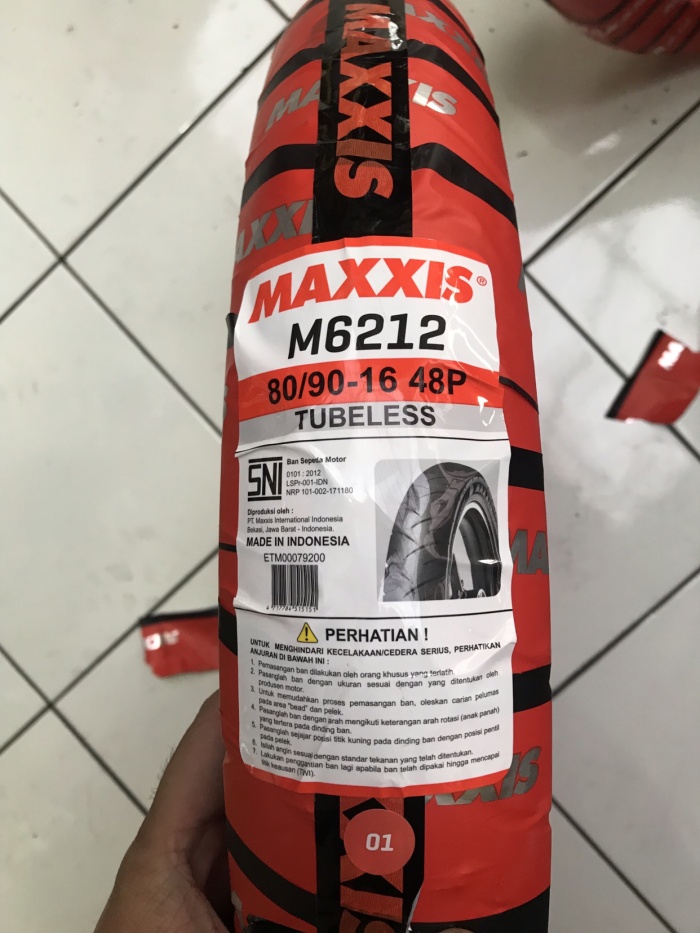 MAXXIS
MAXXIS
MAXXIS
MAXXIS®
M6212
80/90-16 48P
TUBELESS
SNI
Ban Sepeda Motor
0101 : 2012
LSPr-001-IDN
NRP 101-002-171180
Diproduksi oleh :
PT. Maxxis International Indonesia
Bekasi, Jawa Barat - Indonesia.
MADE IN INDONESIA
ETM00079200
4 717784 515151
PERHATIAN !
UNTUK MENGHINDARI KECELAKAAN/CEDERA SERIUS, PERHATIKAN
ANJURAN DI BAWAH INI :
1. Pemasangan ban dilakukan oleh orang khusus yang terlatih.
2. Pasanglah ban dengan ukuran sesuai dengan yang ditentukan oleh
produsen motor.
3. Untuk memudahkan proses pemasangan ban, oleskan cairan pelumas
pada area "bead" dan pelek.
4. Pasanglah ban dengan arah mengikuti keterangan arah rotasi (anak panah)
yang tertera pada dinding ban.
5. Pasanglah sejajar posisi titik kuning pada dinding ban dengan posisi pentil
pada pelek.
6. Isilah angin sesuai dengan standar tekanan yang telah ditentukan.
7. Lakukan penggantian ban lagi apabila ban telah dipakai hingga mencapai
titik keausan (TWI).
MAXXIS
01